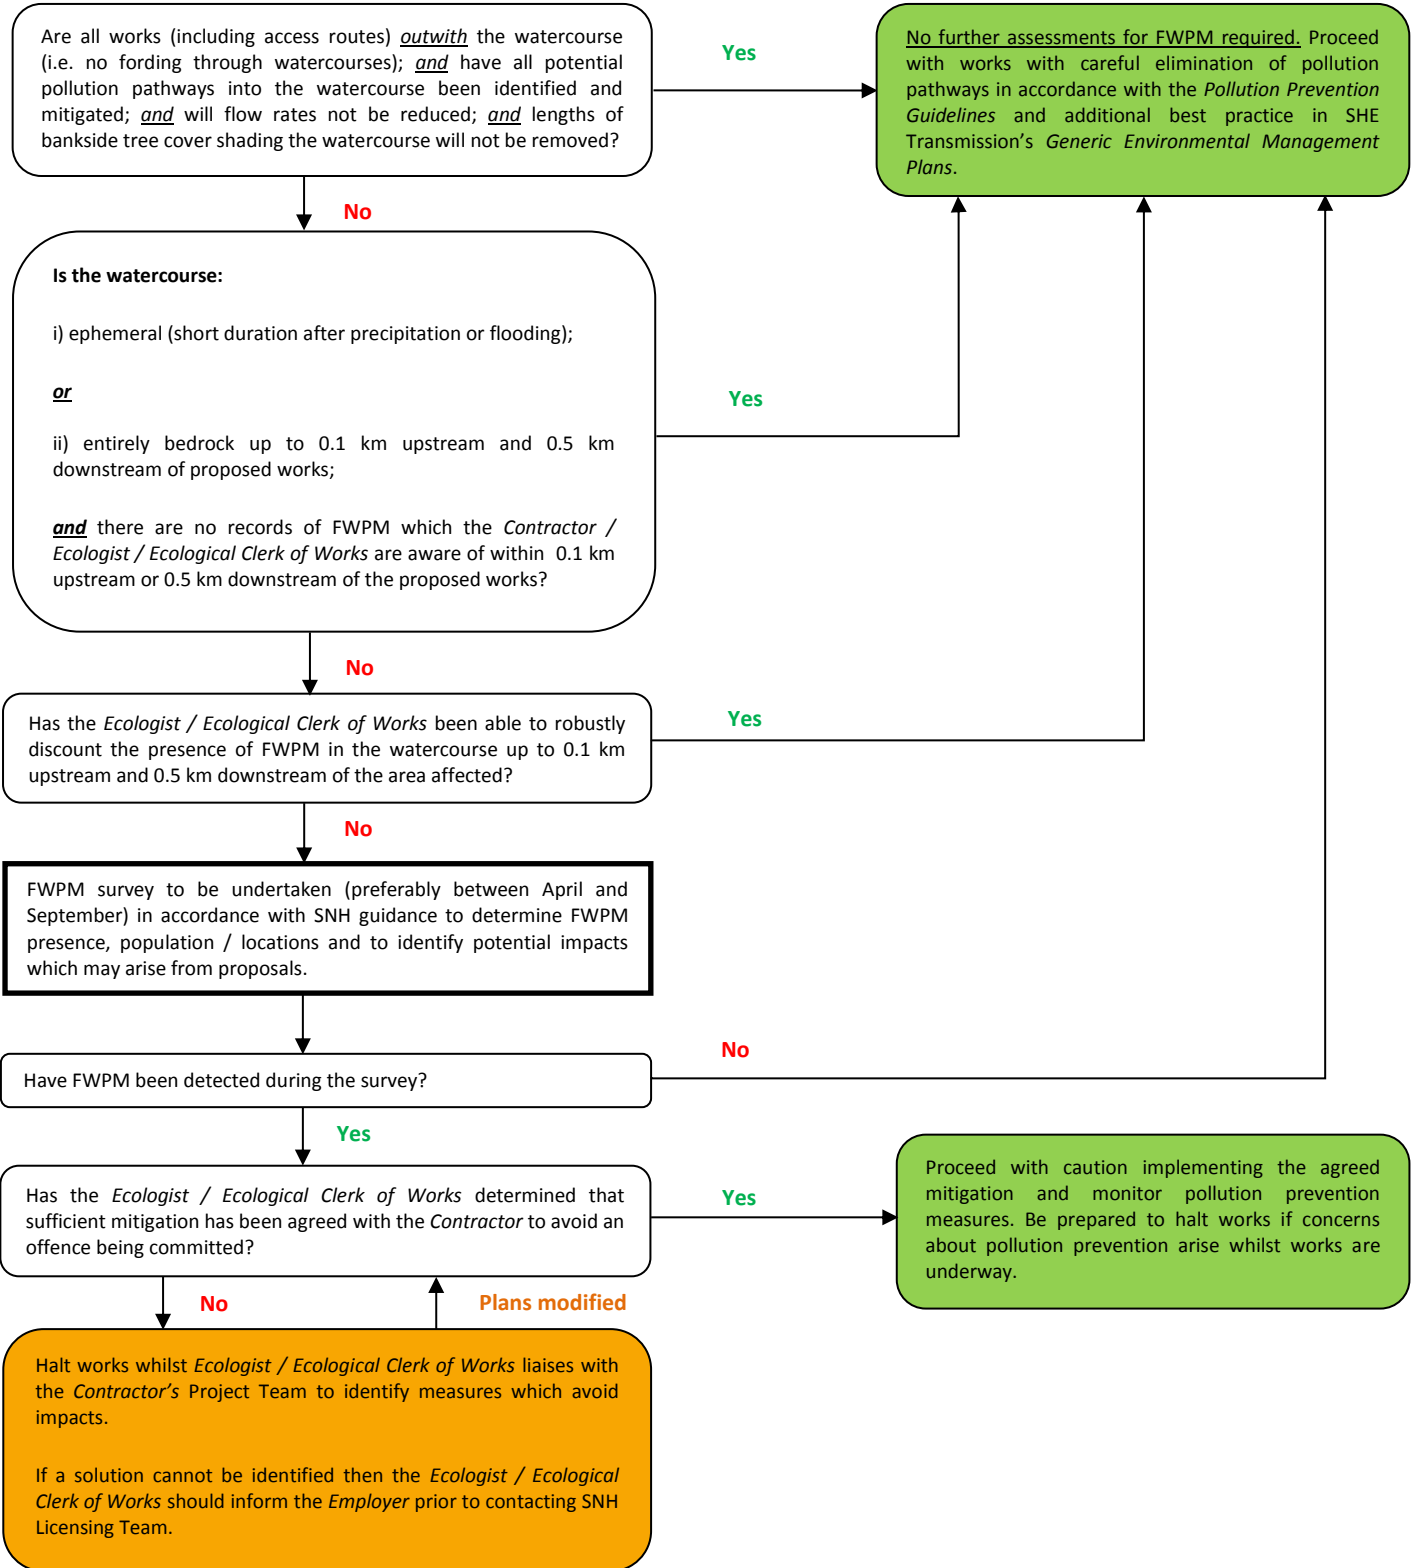 Are all works (including access routes) outwith the watercourse
(i.e. no fording through watercourses); and have all potential
pollution pathways into the watercourse been identified and
mitigated; and will flow rates not be reduced; and lengths of
bankside tree cover shading the watercourse will not be removed?
Yes
No further assessments for FWPM required. Proceed
with works with careful elimination of pollution
pathways in accordance with the Pollution Prevention
Guidelines and additional best practice in SHE
Transmission's Generic Environmental Management
Plans.
No
Is the watercourse:
i) ephemeral (short duration after precipitation or flooding);
or
ii) entirely bedrock up to 0.1 km upstream and 0.5 km
downstream of proposed works;
and there are no records of FWPM which the Contractor /
Ecologist / Ecological Clerk of Works are aware of within 0.1 km
upstream or 0.5 km downstream of the proposed works?
Yes
No
Has the Ecologist / Ecological Clerk of Works been able to robustly
discount the presence of FWPM in the watercourse up to 0.1 km
upstream and 0.5 km downstream of the area affected?
Yes
No
FWPM survey to be undertaken (preferably between April and
September) in accordance with SNH guidance to determine FWPM
presence, population / locations and to identify potential impacts
which may arise from proposals.
Have FWPM been detected during the survey?
No
Yes
Has the Ecologist / Ecological Clerk of Works determined that
sufficient mitigation has been agreed with the Contractor to avoid an
offence being committed?
Yes
Proceed with caution implementing the agreed
mitigation and monitor pollution prevention
measures. Be prepared to halt works if concerns
about pollution prevention arise whilst works are
underway.
No
Plans modified
Halt works whilst Ecologist / Ecological Clerk of Works liaises with
the Contractor's Project Team to identify measures which avoid
impacts.
If a solution cannot be identified then the Ecologist / Ecological
Clerk of Works should inform the Employer prior to contacting SNH
Licensing Team.